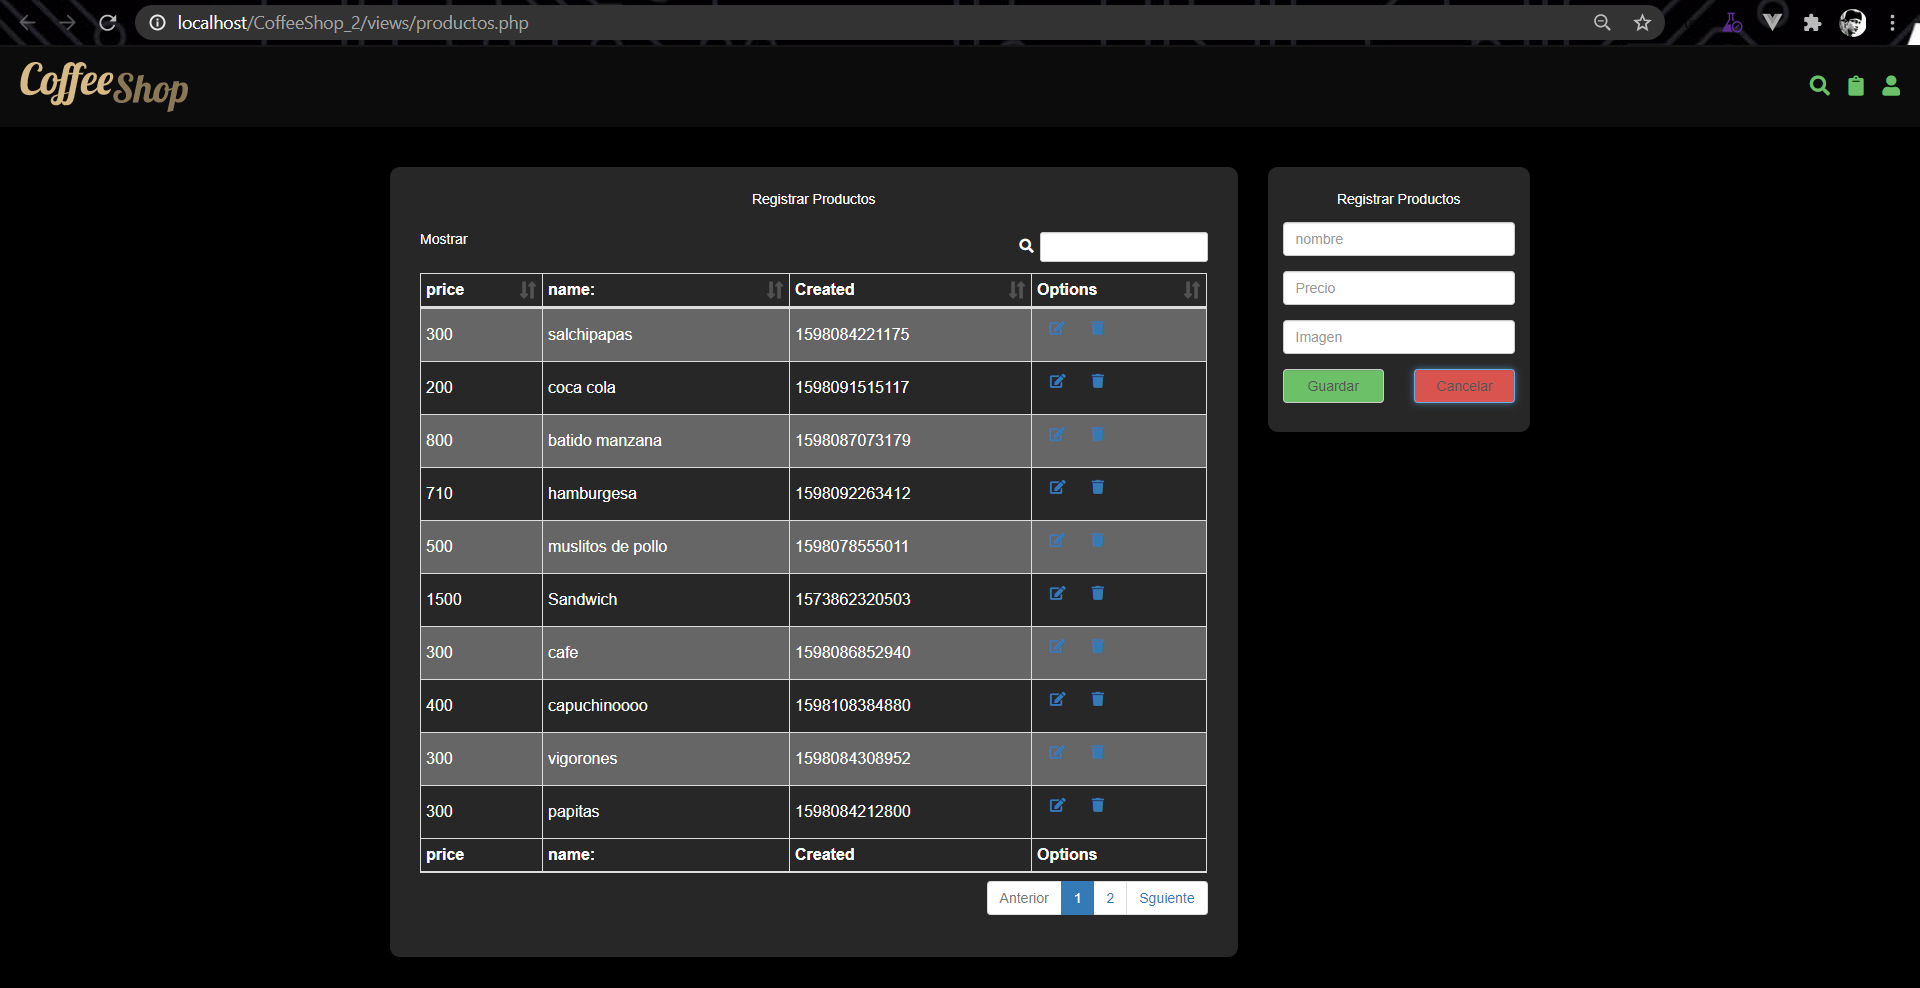 localhost/CoffeeShop_2/views/productos.php
CoffeeShop
Registrar Productos
Mostrar
price name: Created Options
300 salchipapas 1598084221175
200 coca cola 1598091515117
800 batido manzana 1598087073179
710 hamburgesa 1598092263412
500 muslitos de pollo 1598078555011
1500 Sandwich 1573862320503
300 cafe 1598086852940
400 capuchinoooo 1598108384880
300 vigorones 1598084308952
300 papitas 1598084212800
price name: Created Options
Anterior 1 2 Sguiente
Registrar Productos
nombre
Precio
Imagen
Guardar Cancelar